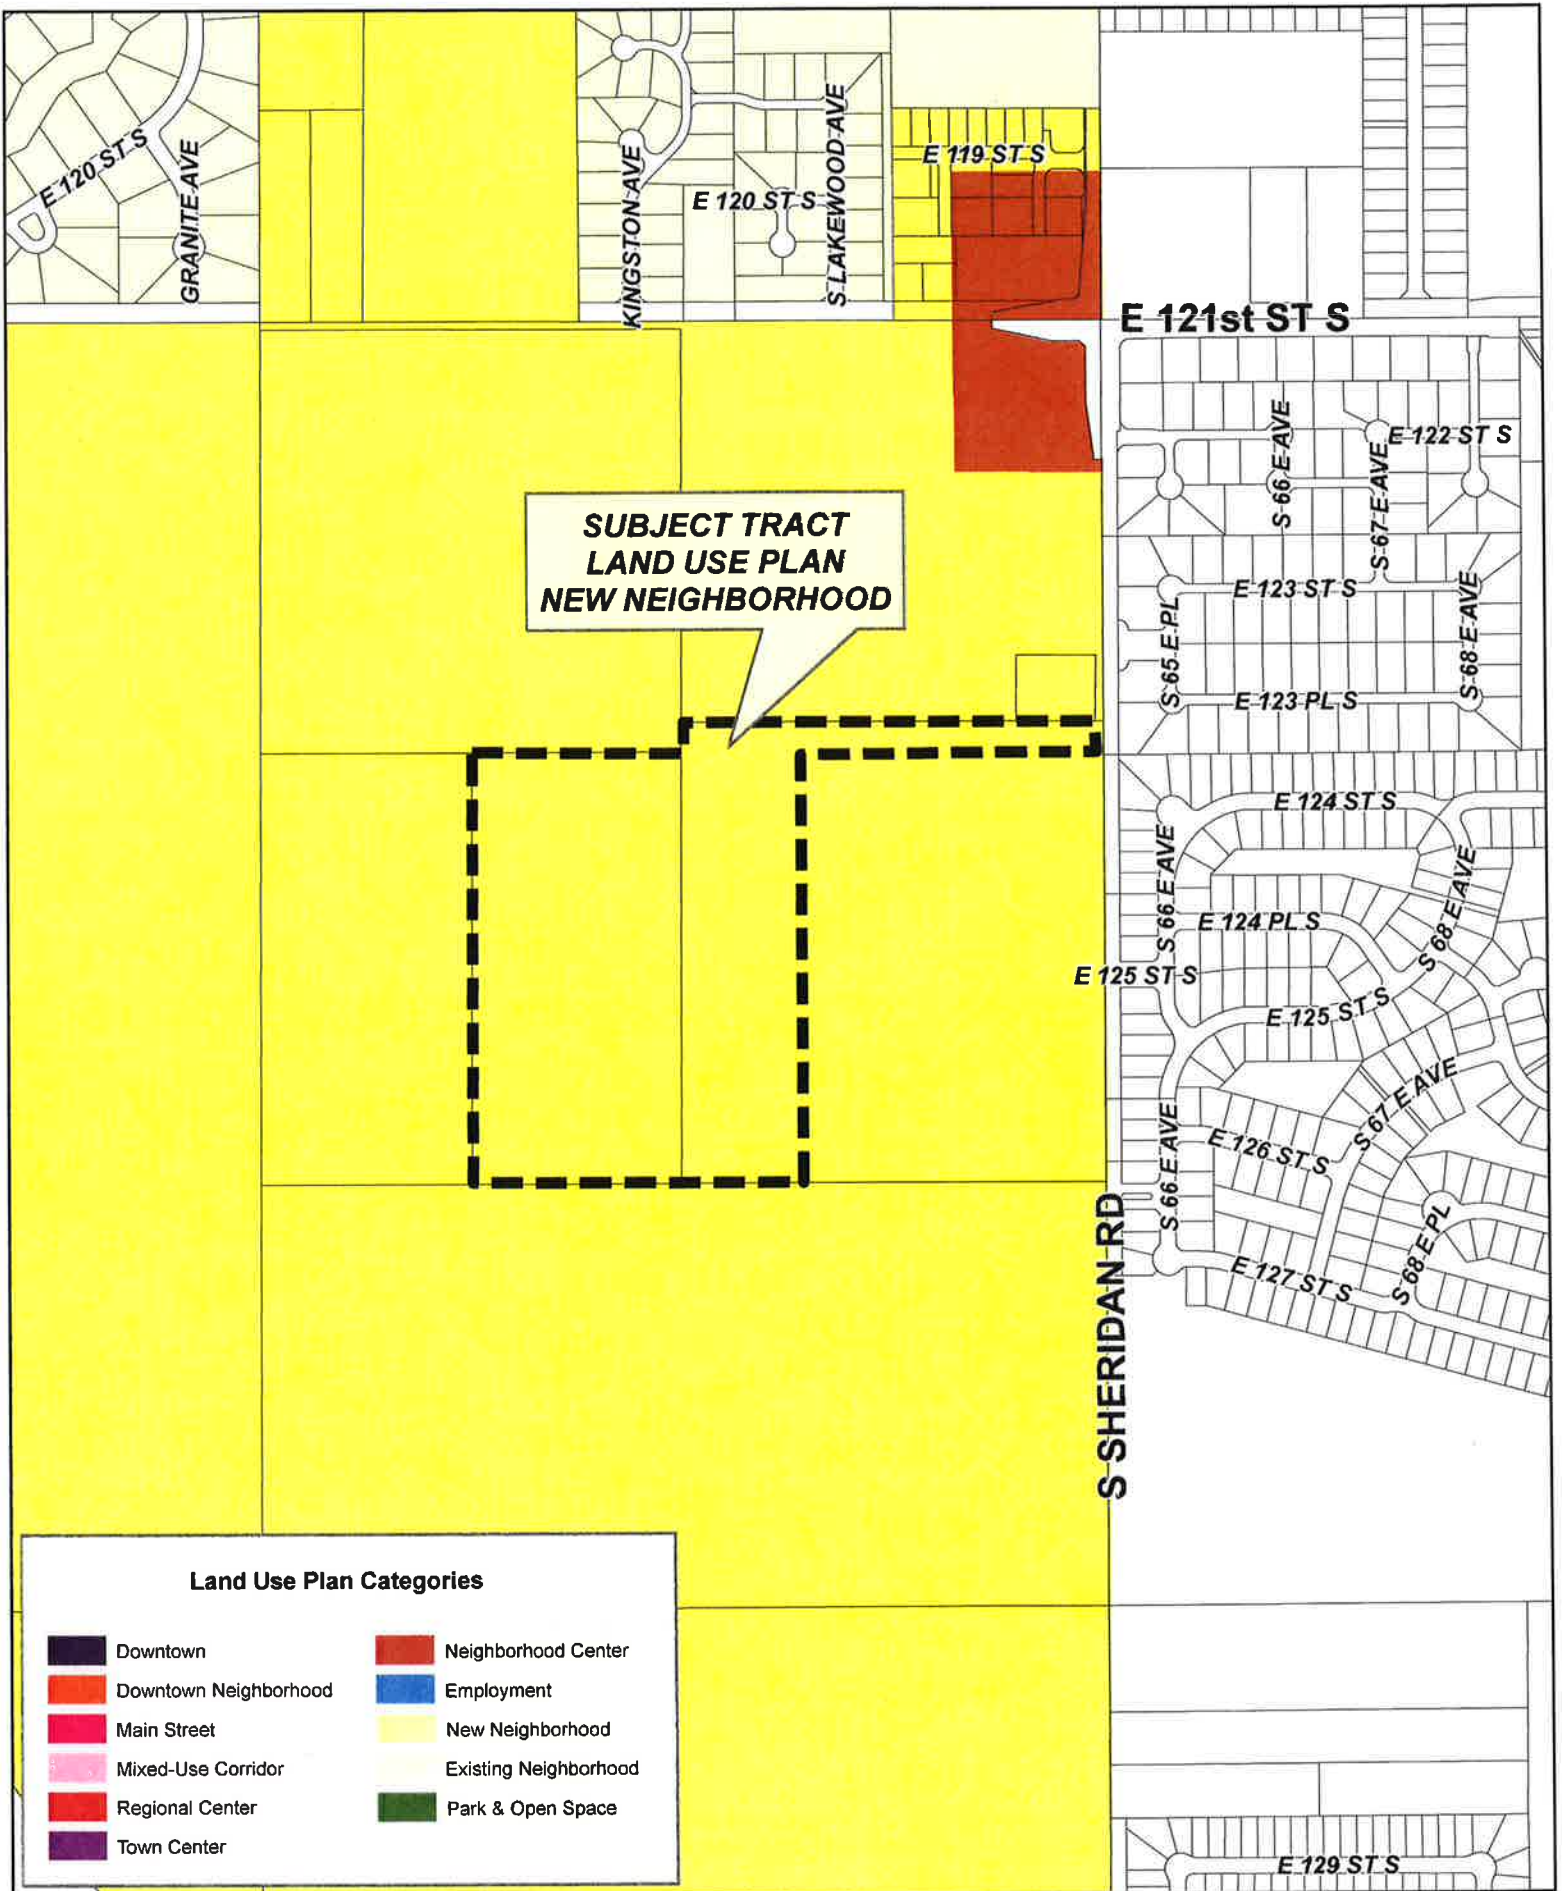 E 120 ST S
GRANITE AVE
KINGSTON AVE
E 120 ST S
S LAKEWOOD AVE
E 119 ST S
E 121st ST S
S 66 E AVE
S 67 E AVE
E 122 ST S
SUBJECT TRACT
LAND USE PLAN
NEW NEIGHBORHOOD
E 123 ST S
S 65 E PL
S 68 E AVE
E 123 PL S
E 124 ST S
S 66 E AVE
S 68 E AVE
E 124 PL S
E 125 ST S
E 125 ST S
S 67 E AVE
E 126 ST S
S 66 E AVE
S SHERIDAN RD
S 68 E PL
E 127 ST S
Land Use Plan Categories
Downtown
Downtown Neighborhood
Main Street
Mixed-Use Corridor
Regional Center
Town Center
Neighborhood Center
Employment
New Neighborhood
Existing Neighborhood
Park & Open Space
E 129 ST S